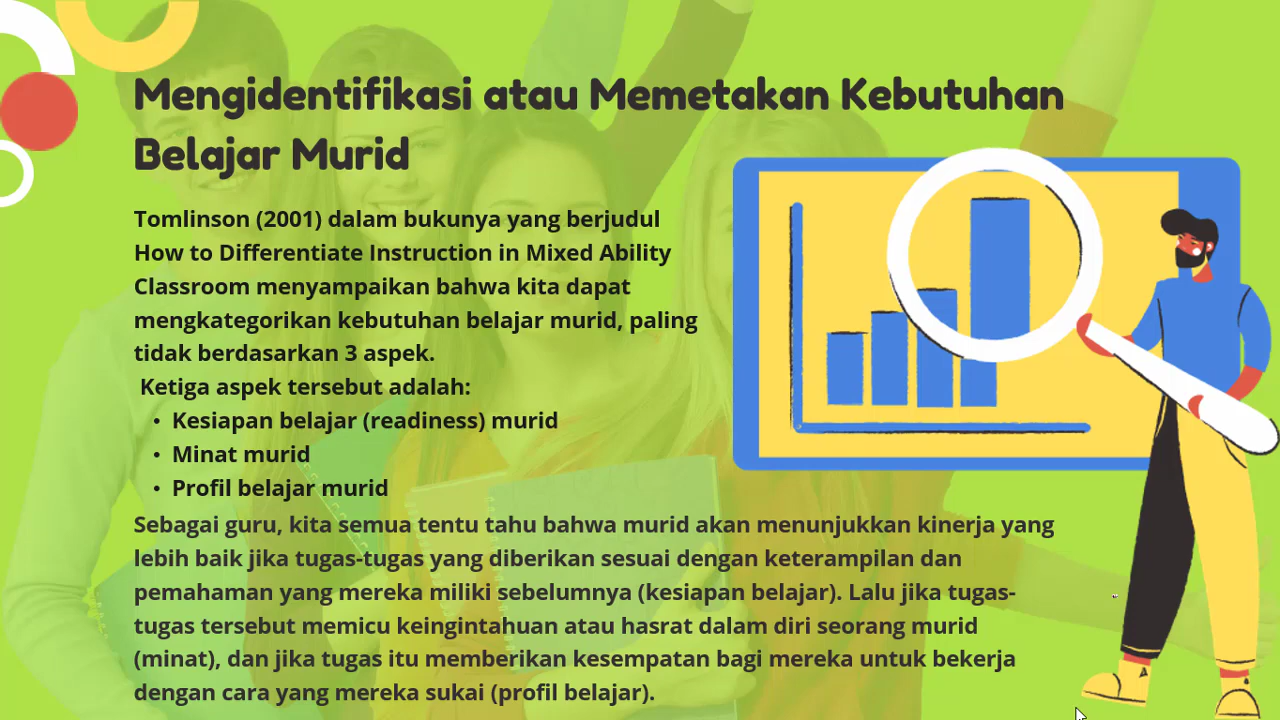 Mengidentifikasi atau Memetakan Kebutuhan
Belajar Murid
Tomlinson (2001) dalam bukunya yang berjudul
How to Differentiate Instruction in Mixed Ability
Classroom menyampaikan bahwa kita dapat
mengkategorikan kebutuhan belajar murid, paling
tidak berdasarkan 3 aspek.
Ketiga aspek tersebut adalah:
• Kesiapan belajar (readiness) murid
• Minat murid
• Profil belajar murid
Sebagai guru, kita semua tentu tahu bahwa murid akan menunjukkan kinerja yang
lebih baik jika tugas-tugas yang diberikan sesuai dengan keterampilan dan
pemahaman yang mereka miliki sebelumnya (kesiapan belajar). Lalu jika tugas-
tugas tersebut memicu keingintahuan atau hasrat dalam diri seorang murid
(minat), dan jika tugas itu memberikan kesempatan bagi mereka untuk bekerja
dengan cara yang mereka sukai (profil belajar).